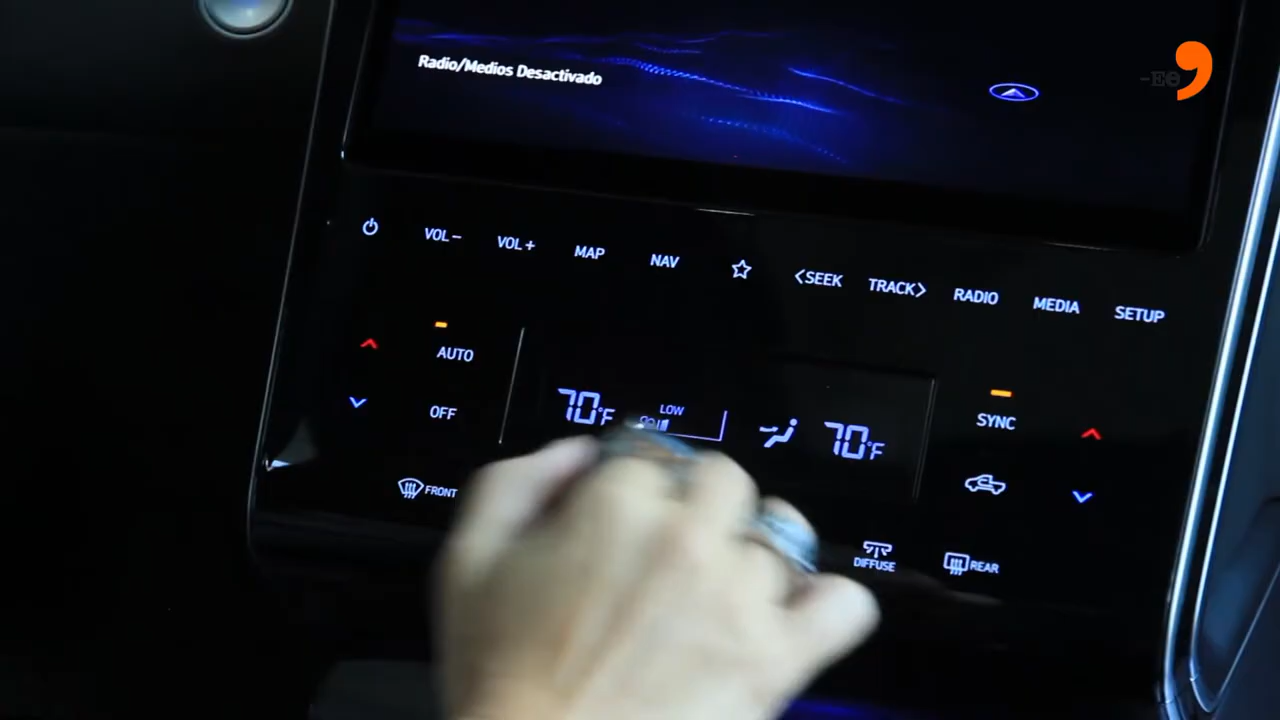 Radio/Medios Desactivado
-Ee
VOL–
VOL+
MAP
NAV
<SEEK
TRACK>
RADIO
MEDIA
SETUP
AUTO
OFF
70°F
LOW
70°F
SYNC
FRONT
DIFFUSE
REAR